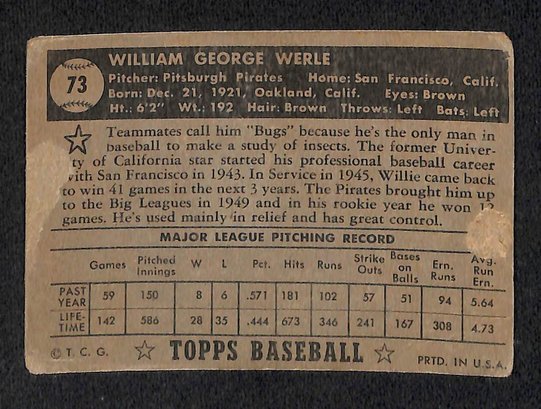 73
WILLIAM GEORGE WERLE
Pitcher: Pitsburgh Pirates Home: San Francisco, Calif.
Born: Dec. 21, 1921, Oakland, Calif. Eyes: Brown
Ht.: 6'2" Wt.: 192 Hair: Brown Throws: Left Bats: Left
Teammates call him "Bugs" because he's the only man in
baseball to make a study of insects. The former Univer-
ty of California star started his professional baseball career
with San Francisco in 1943. In Service in 1945, Willie came back
to win 41 games in the next 3 years. The Pirates brought him up
to the Big Leagues in 1949 and in his rookie year he won 12
games. He's used mainly in relief and has great control.
MAJOR LEAGUE PITCHING RECORD
Games Pitched Innings W L Pct. Hits Runs Strike Outs Bases on Balls Ern. Runs Avg. Run Ern.
PAST YEAR 59 150 8 6 .571 181 102 57 51 94 5.64
LIFE-TIME 142 586 28 35 .444 673 346 241 167 308 4.73
© T.C.G. TOPPS BASEBALL PRTD. IN U.S.A.